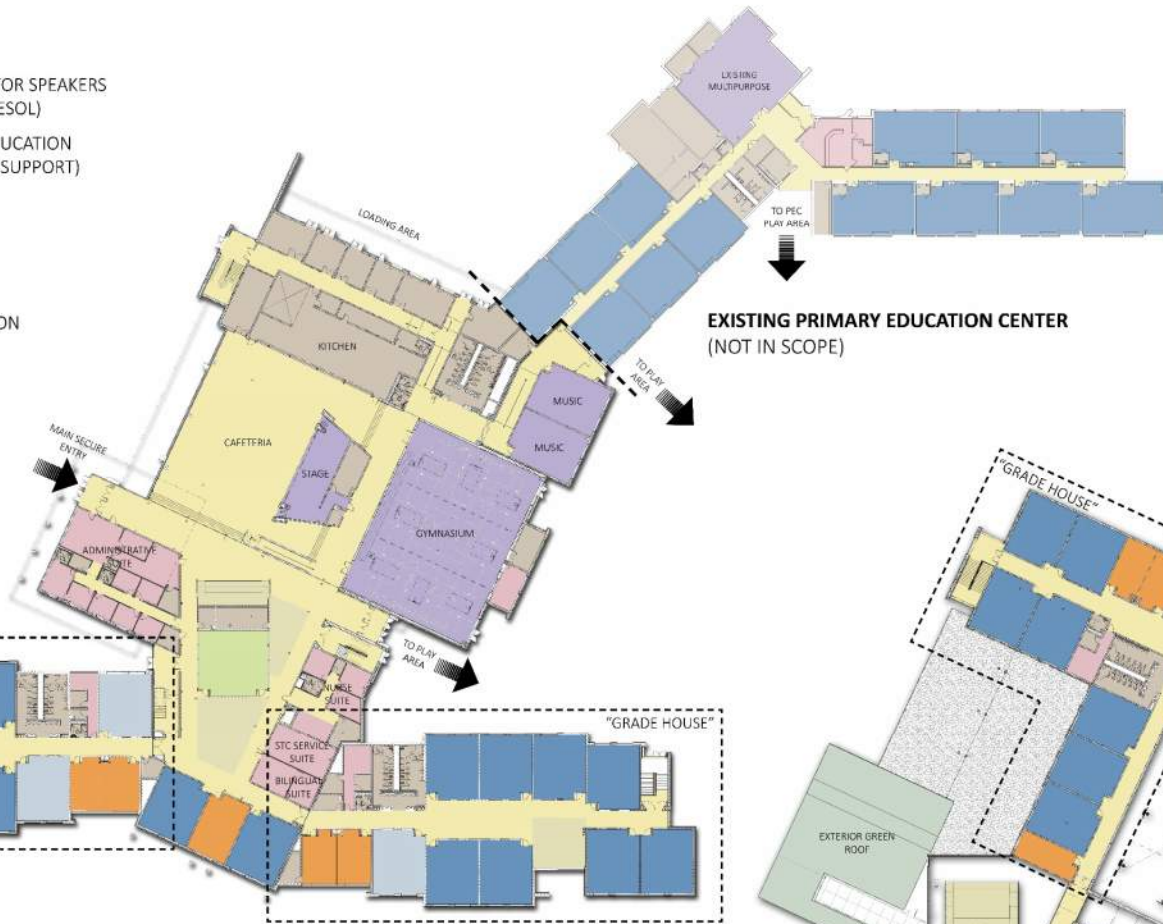 OR SPEAKERS
ESOL)
UCATION
SUPPORT)
ON
EXISTING
MULTIPURPOSE
LOADING AREA
TO PEC
PLAY AREA
EXISTING PRIMARY EDUCATION CENTER
(NOT IN SCOPE)
KITCHEN
TO PLAY
AREA
MUSIC
MUSIC
MAIN SECURE
ENTRY
CAFETERIA
STAGE
GYMNASIUM
"GRADE HOUSE"
ADMINISTRATIVE
SUITE
TO PLAY
AREA
NURSE
SUITE
"GRADE HOUSE"
STC SERVICE
SUITE
BILINGUAL
SUITE
EXTERIOR GREEN
ROOF